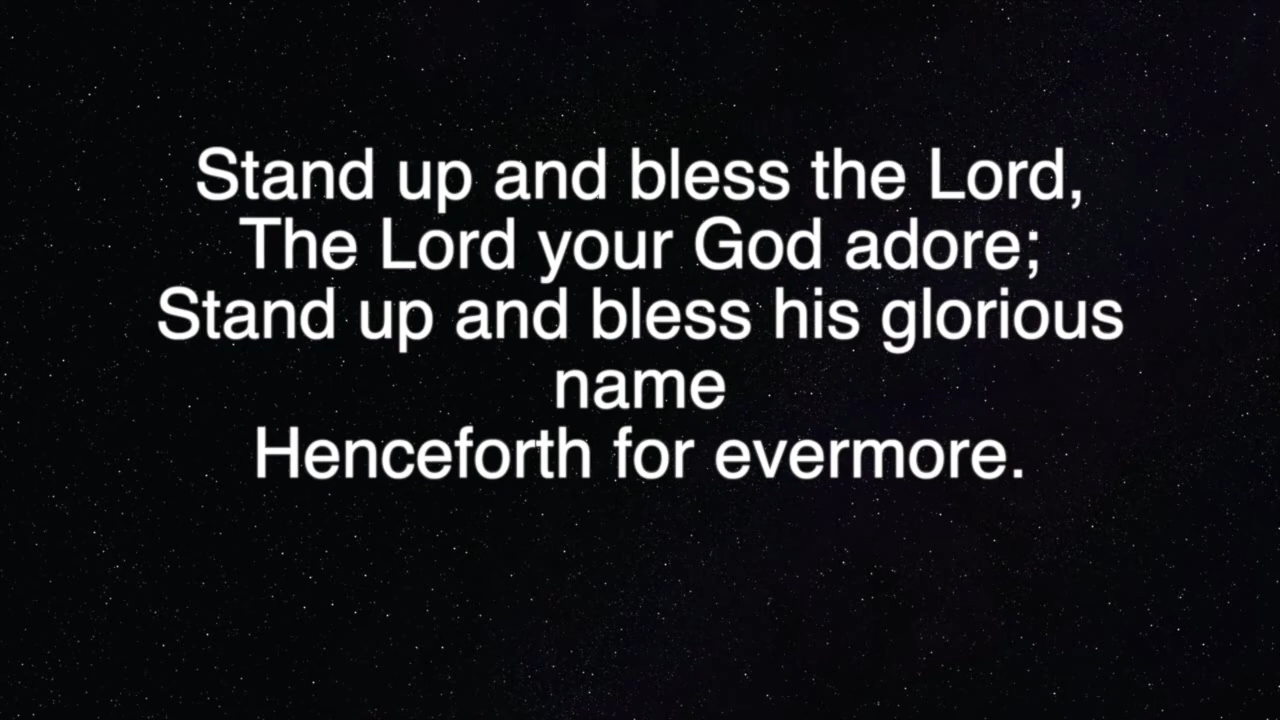 Stand up and bless the Lord,
The Lord your God adore;
Stand up and bless his glorious
name
Henceforth for evermore.